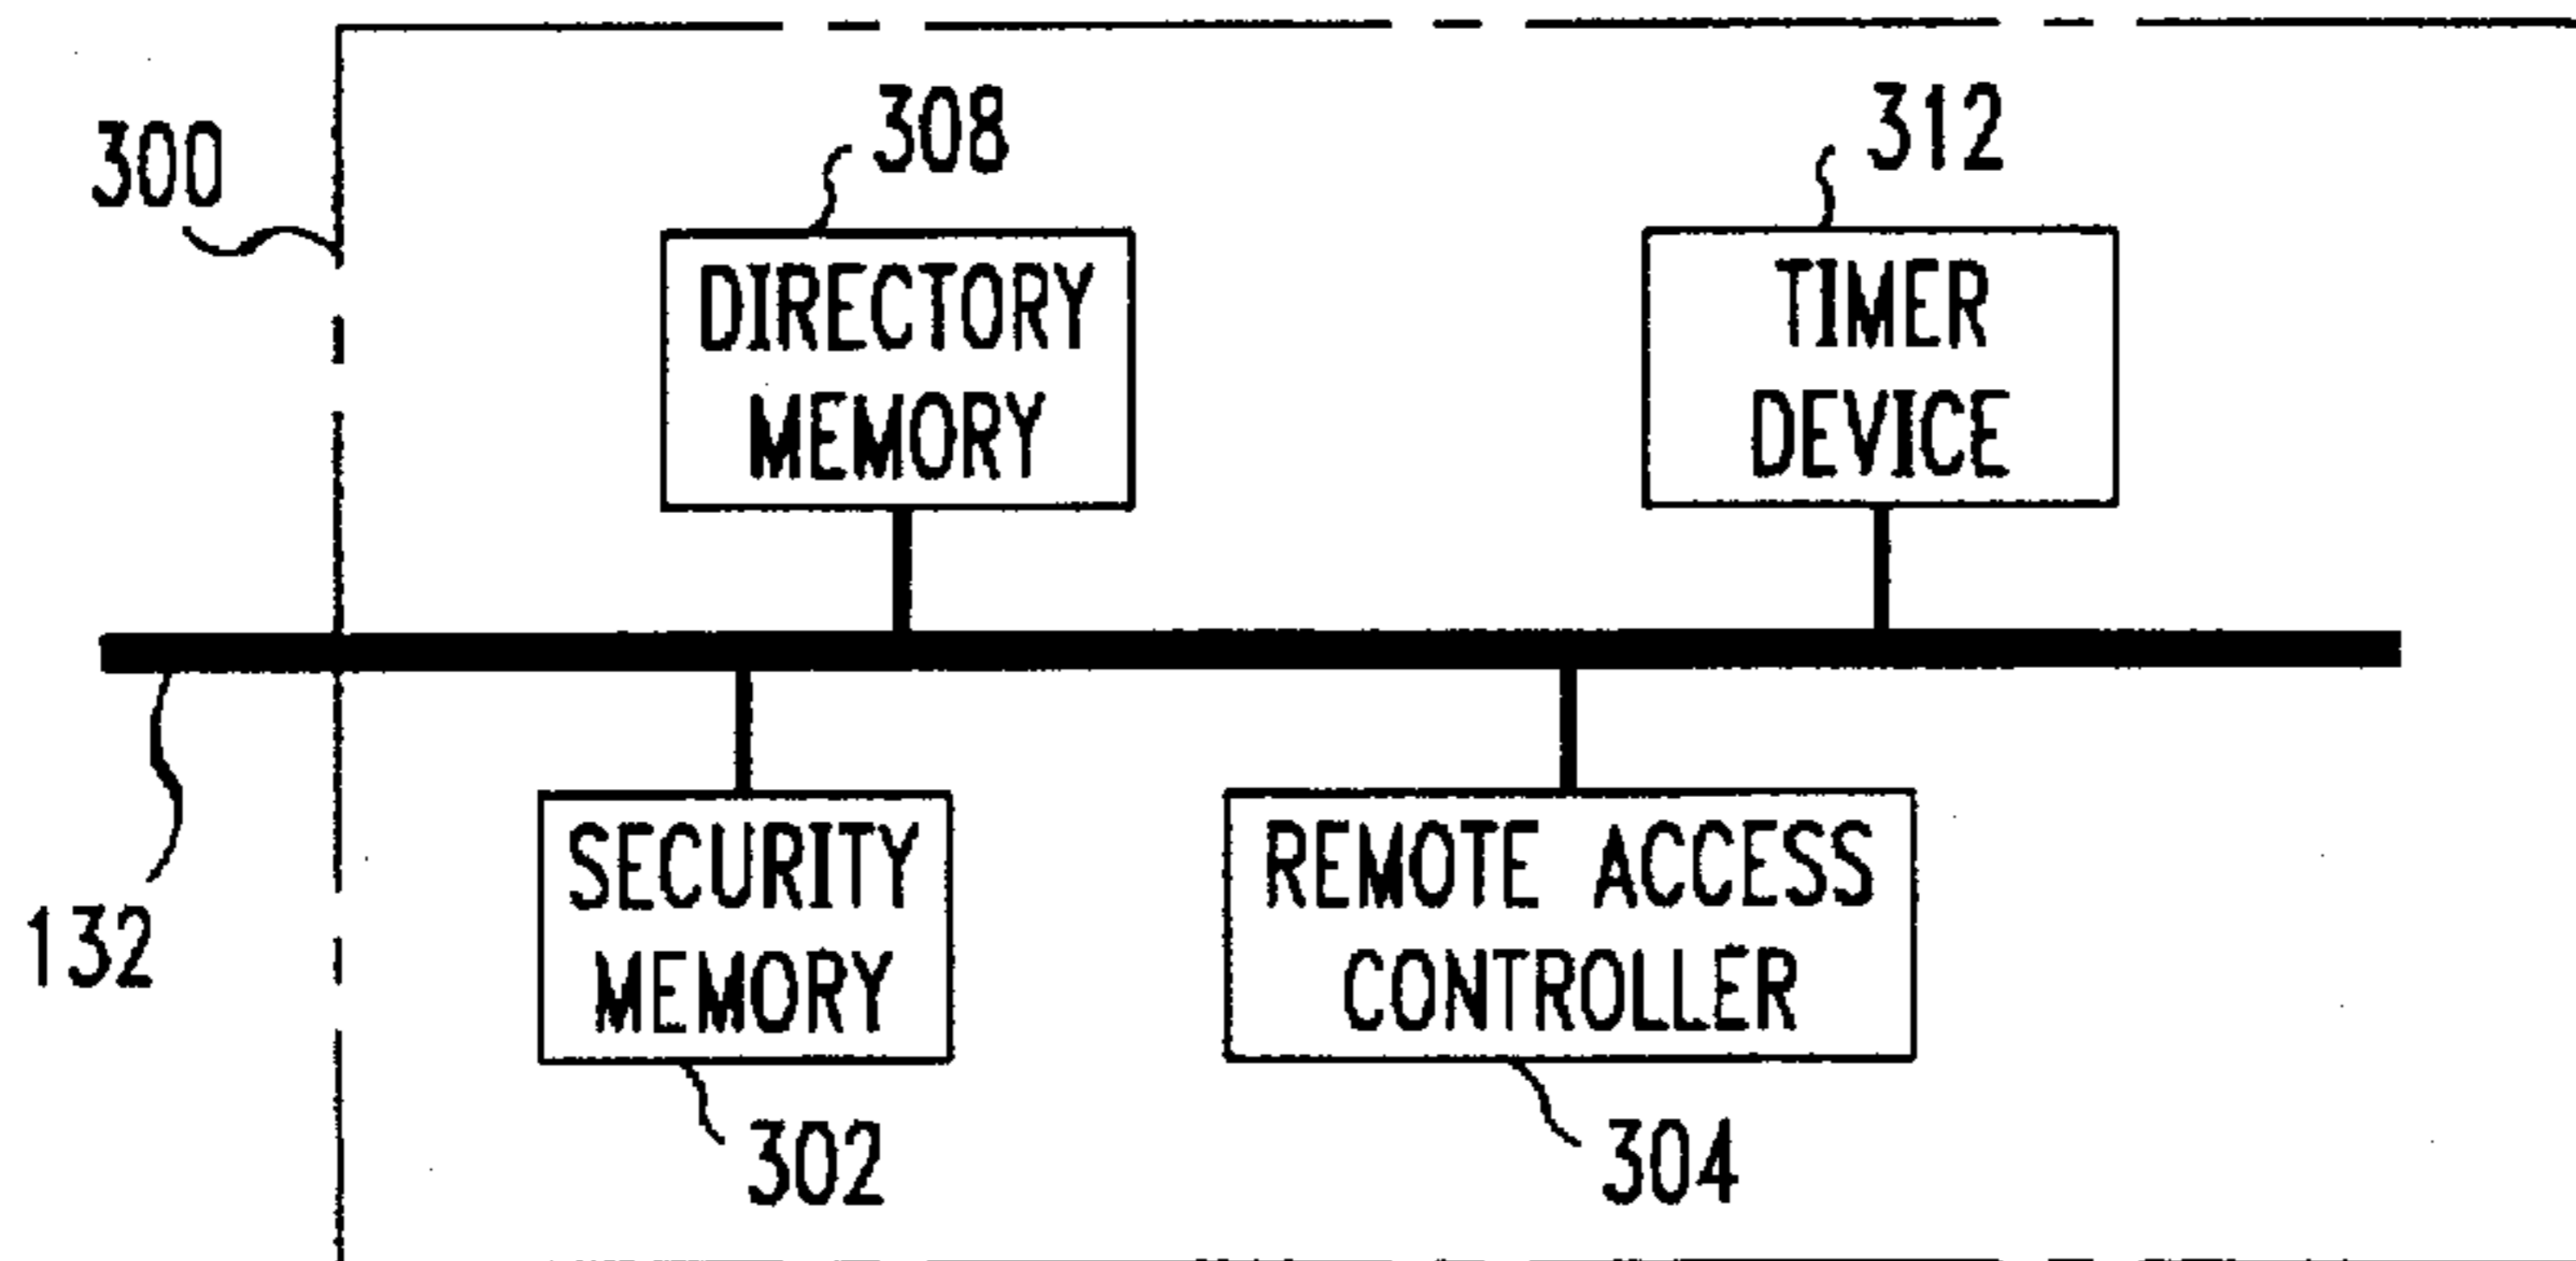 308
312
300
DIRECTORY
MEMORY
TIMER
DEVICE
SECURITY
MEMORY
REMOTE ACCESS
CONTROLLER
132
302
304